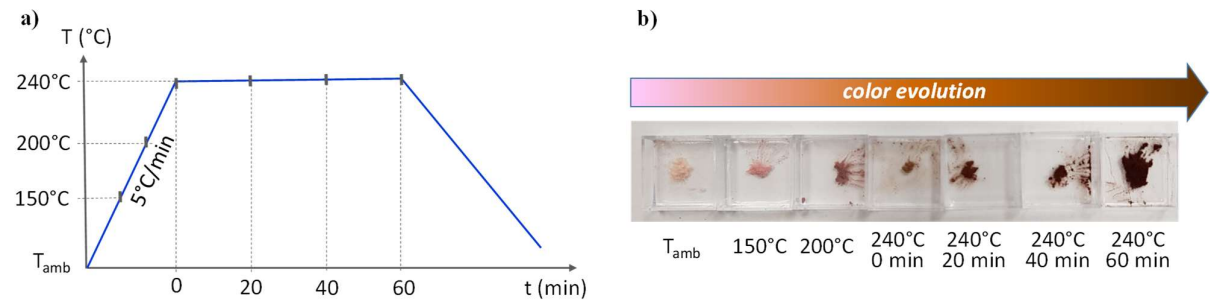 a)
T (°C)
240°C
200°C
150°C
T_amb
5°C/min
0
20
40
60
t (min)
b)
color evolution
T_amb
150°C
200°C
240°C
0 min
240°C
20 min
240°C
40 min
240°C
60 min